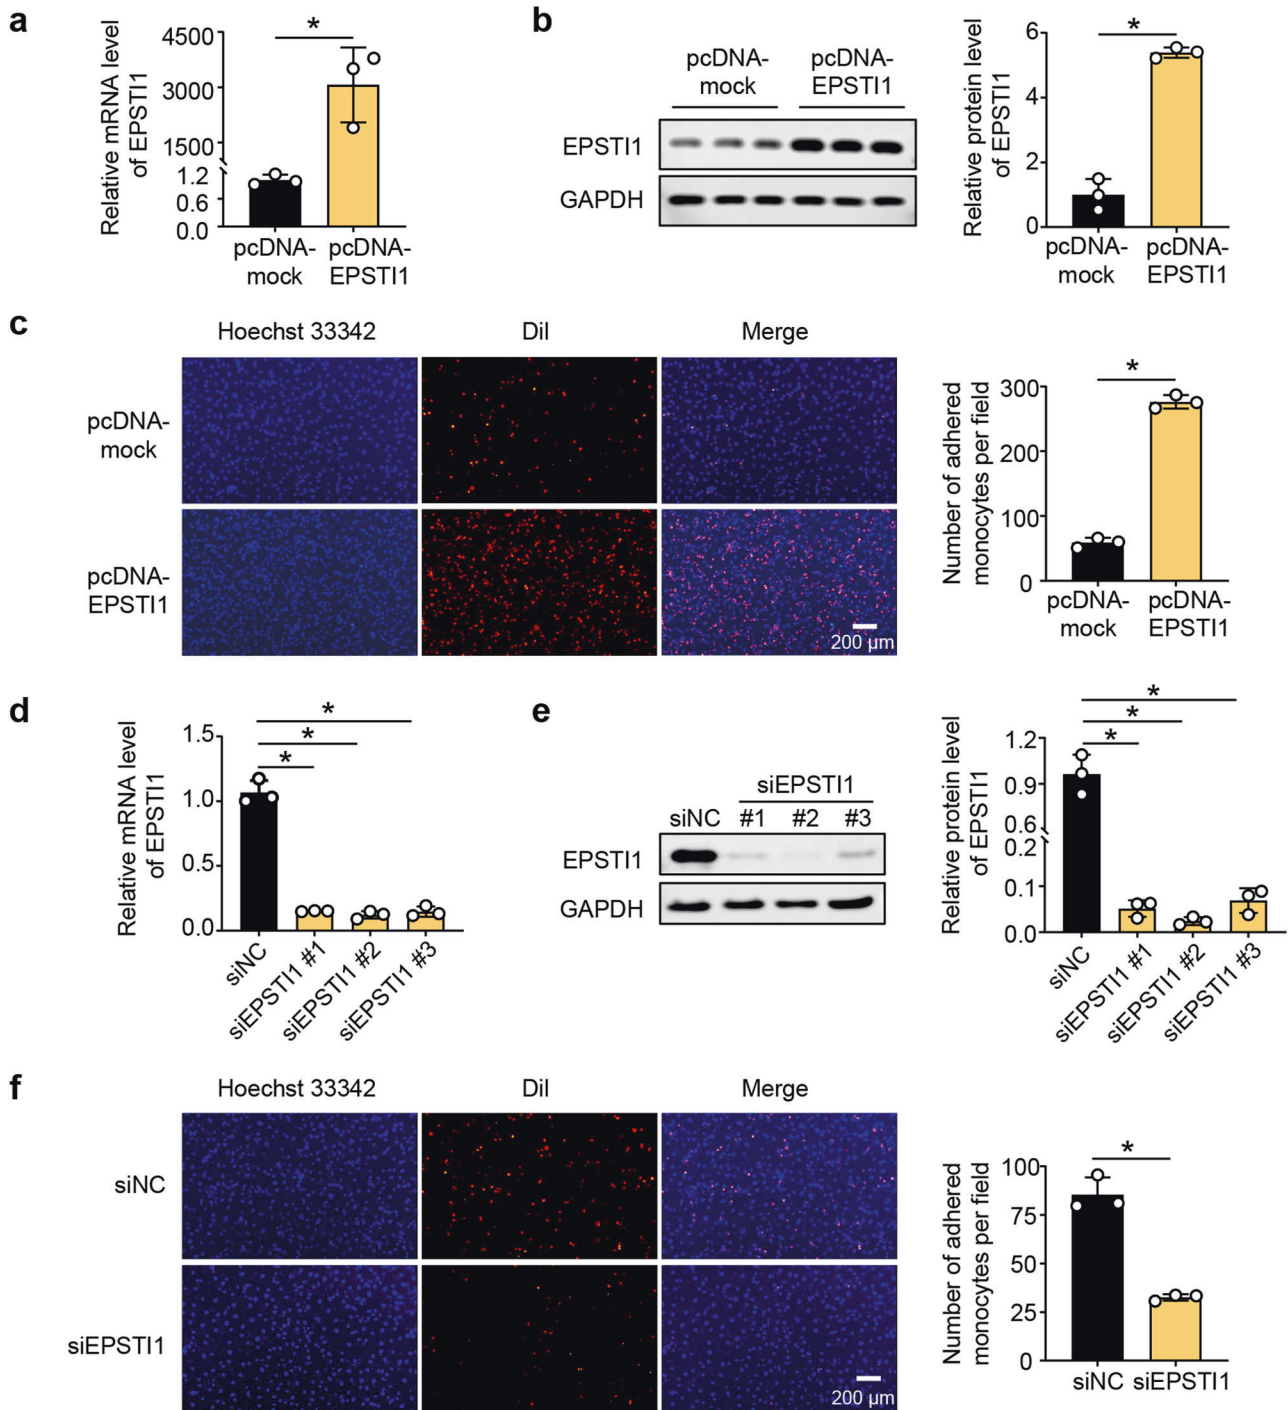 a
Relative mRNA level
of EPSTI1
4500
3000
1500
1.2
0.6
0.0
*
pcDNA-
mock
pcDNA-
EPSTI1
b
pcDNA-
mock
pcDNA-
EPSTI1
EPSTI1
GAPDH
Relative protein level
of EPSTI1
6
4
2
0
*
pcDNA-
mock
pcDNA-
EPSTI1
c
Hoechst 33342
Dil
Merge
pcDNA-
mock
pcDNA-
EPSTI1
200 µm
Number of adhered
monocytes per field
300
200
100
0
*
pcDNA-
mock
pcDNA-
EPSTI1
d
Relative mRNA level
of EPSTI1
1.5
1.0
0.5
0.0
*
*
*
siNC
siEPSTI1 #1
siEPSTI1 #2
siEPSTI1 #3
e
siEPSTI1
siNC #1 #2 #3
EPSTI1
GAPDH
Relative protein level
of EPSTI1
1.2
0.9
0.6
0.2
0.1
0.0
*
*
*
siNC
siEPSTI1 #1
siEPSTI1 #2
siEPSTI1 #3
f
Hoechst 33342
Dil
Merge
siNC
siEPSTI1
200 µm
Number of adhered
monocytes per field
100
75
50
25
0
*
siNC
siEPSTI1